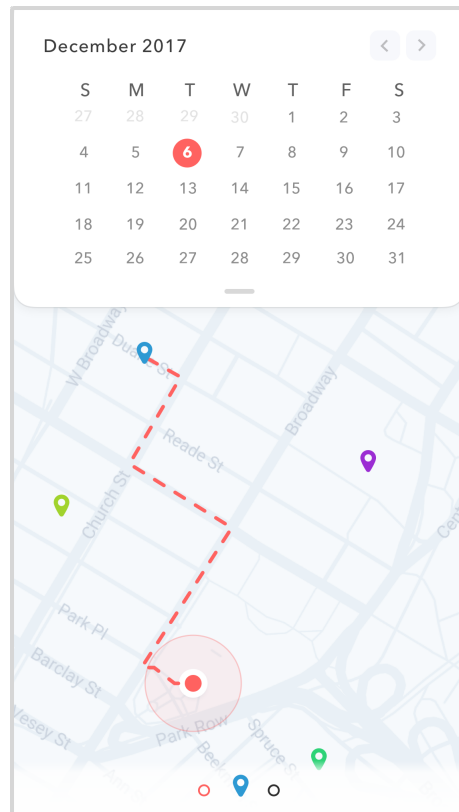 December 2017
S M T W T F S
27 28 29 30 1 2 3
4 5 6 7 8 9 10
11 12 13 14 15 16 17
18 19 20 21 22 23 24
25 26 27 28 29 30 31
W Broadway
Duane St
Broadway
Reade St
Church St
Park Pl
Barclay St
Vesey St
Park Row
Spruce St